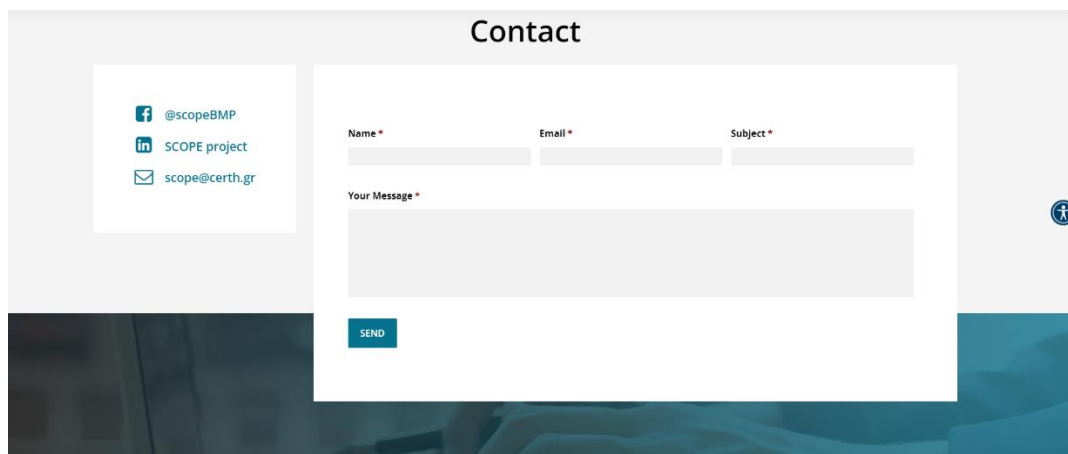 Contact
@scopeBMP
SCOPE project
scope@certh.gr
Name * Email * Subject *
Your Message *
SEND